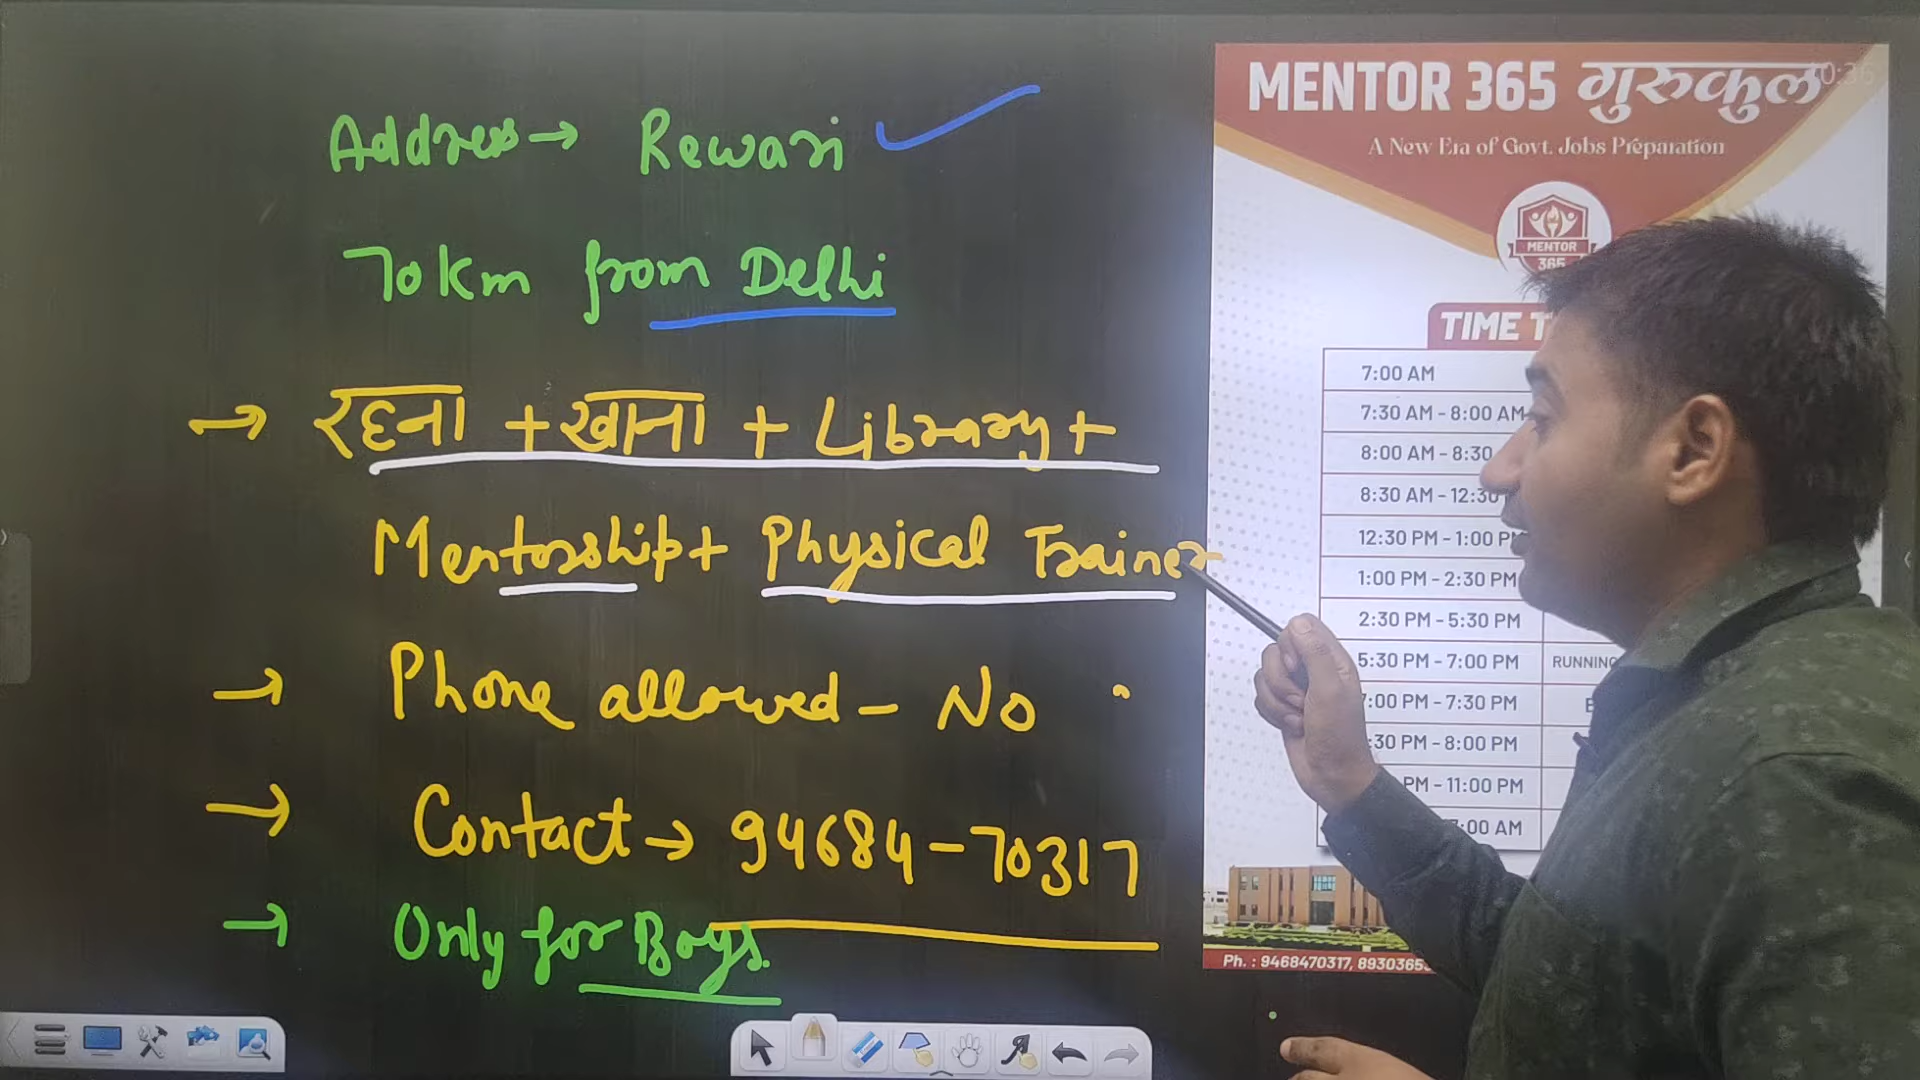 Address → Rewari
70 km from Delhi
→ रहना + खाना + Library +
Mentorship + Physical Trainer
→ Phone allowed - No
→ Contact → 94684-70317
→ Only for Boys.
MENTOR 365 गुरुकुल
A New Era of Govt. Jobs Preparation
MENTOR
365
TIME
7:00 AM
7:30 AM - 8:00 AM
8:00 AM - 8:30
8:30 AM - 12:30
12:30 PM - 1:00 PM
1:00 PM - 2:30 PM
2:30 PM - 5:30 PM
5:30 PM - 7:00 PM RUNNING
:00 PM - 7:30 PM
:30 PM - 8:00 PM
PM - 11:00 PM
:00 AM
Ph. : 9468470317, 8930365